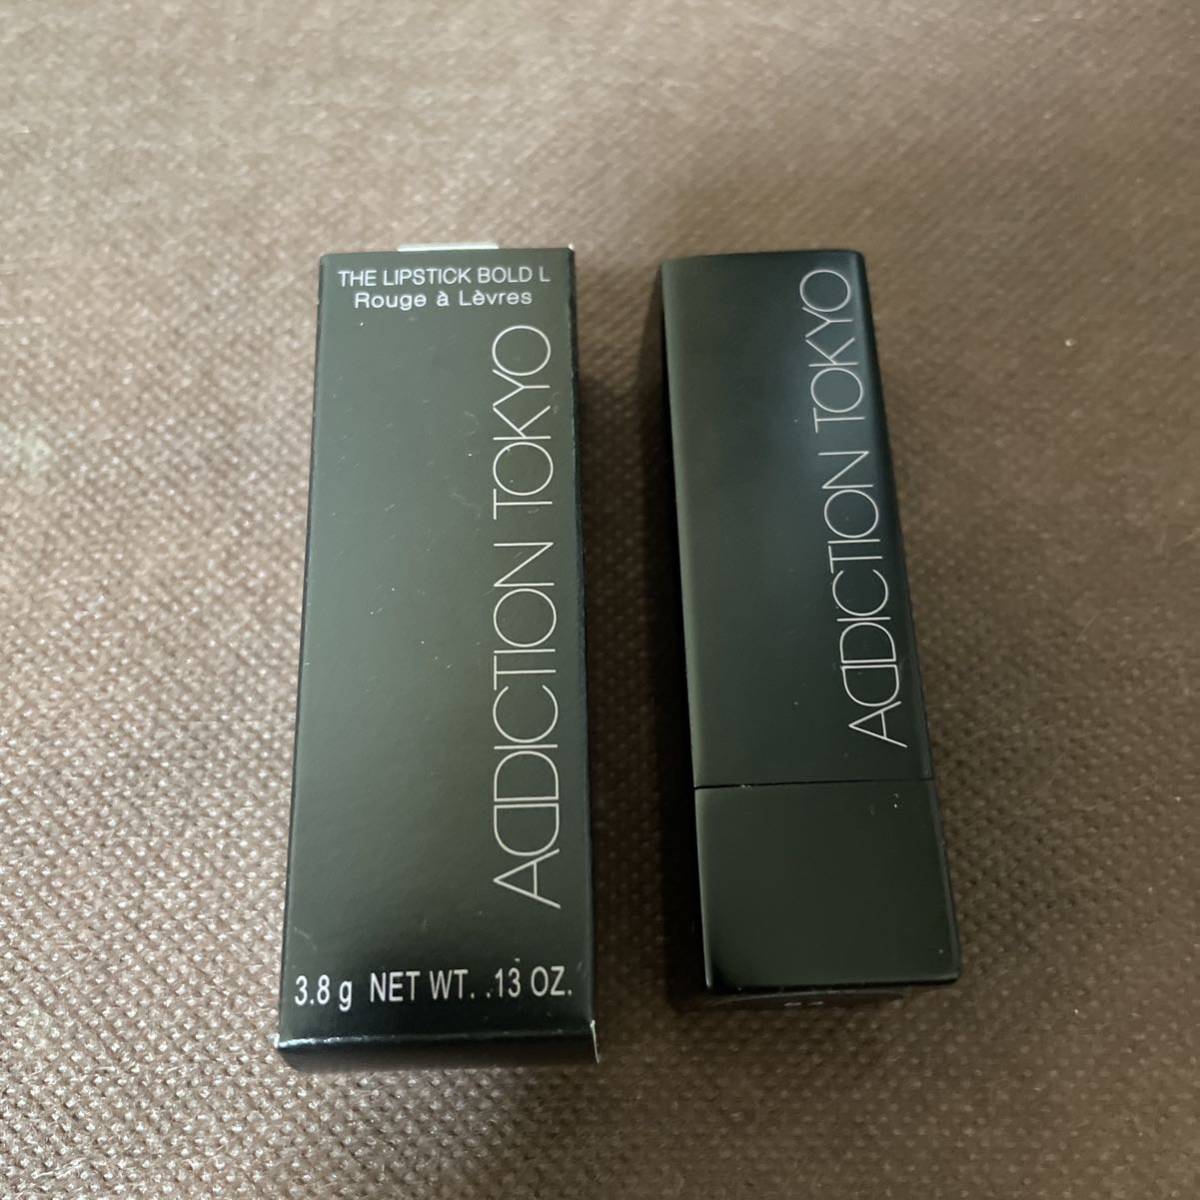 THE LIPSTICK BOLD L
Rouge à Lèvres
ADDICTION TOKYO
3.8 g NET WT. .13 OZ.
ADDICTION TOKYO